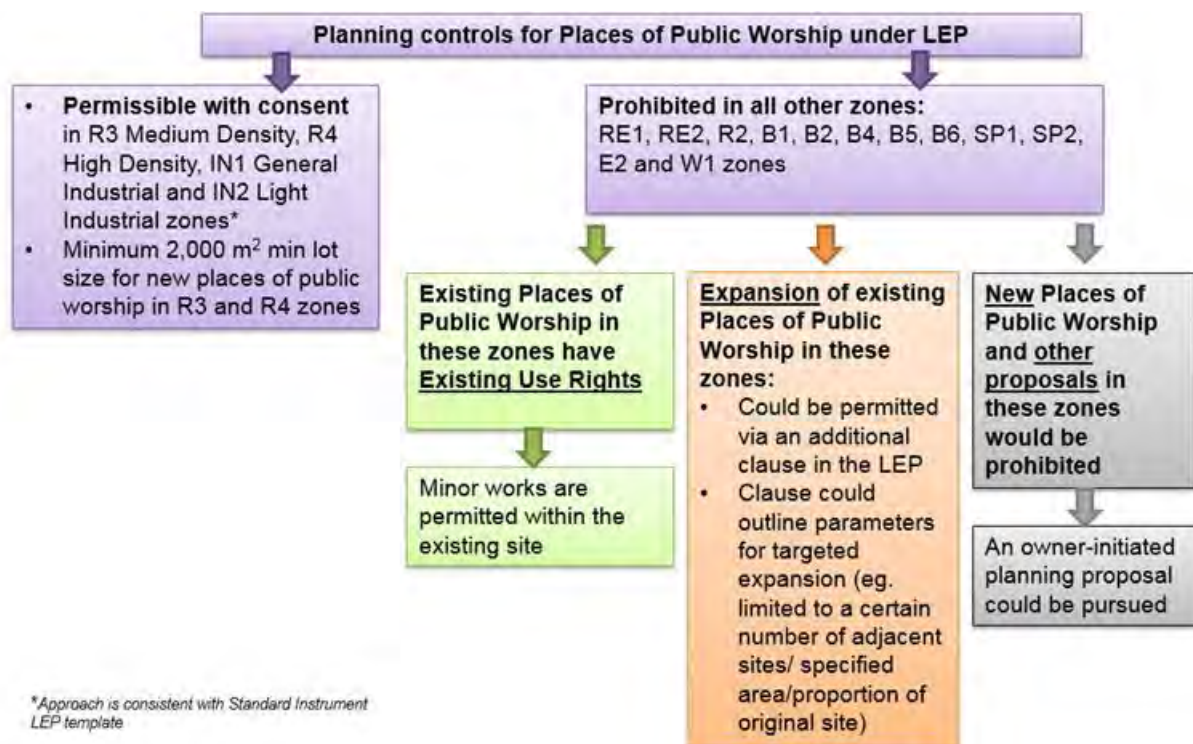 Planning controls for Places of Public Worship under LEP
• Permissible with consent
in R3 Medium Density, R4
High Density, IN1 General
Industrial and IN2 Light
Industrial zones*
• Minimum 2,000 m² min lot
size for new places of public
worship in R3 and R4 zones
Prohibited in all other zones:
RE1, RE2, R2, B1, B2, B4, B5, B6, SP1, SP2,
E2 and W1 zones
Existing Places of
Public Worship in
these zones have
Existing Use Rights
Minor works are
permitted within the
existing site
Expansion of existing
Places of Public
Worship in these
zones:
• Could be permitted
via an additional
clause in the LEP
• Clause could
outline parameters
for targeted
expansion (eg.
limited to a certain
number of adjacent
sites/ specified
area/proportion of
original site)
New Places of
Public Worship
and other
proposals in
these zones
would be
prohibited
An owner-initiated
planning proposal
could be pursued
*Approach is consistent with Standard Instrument
LEP template